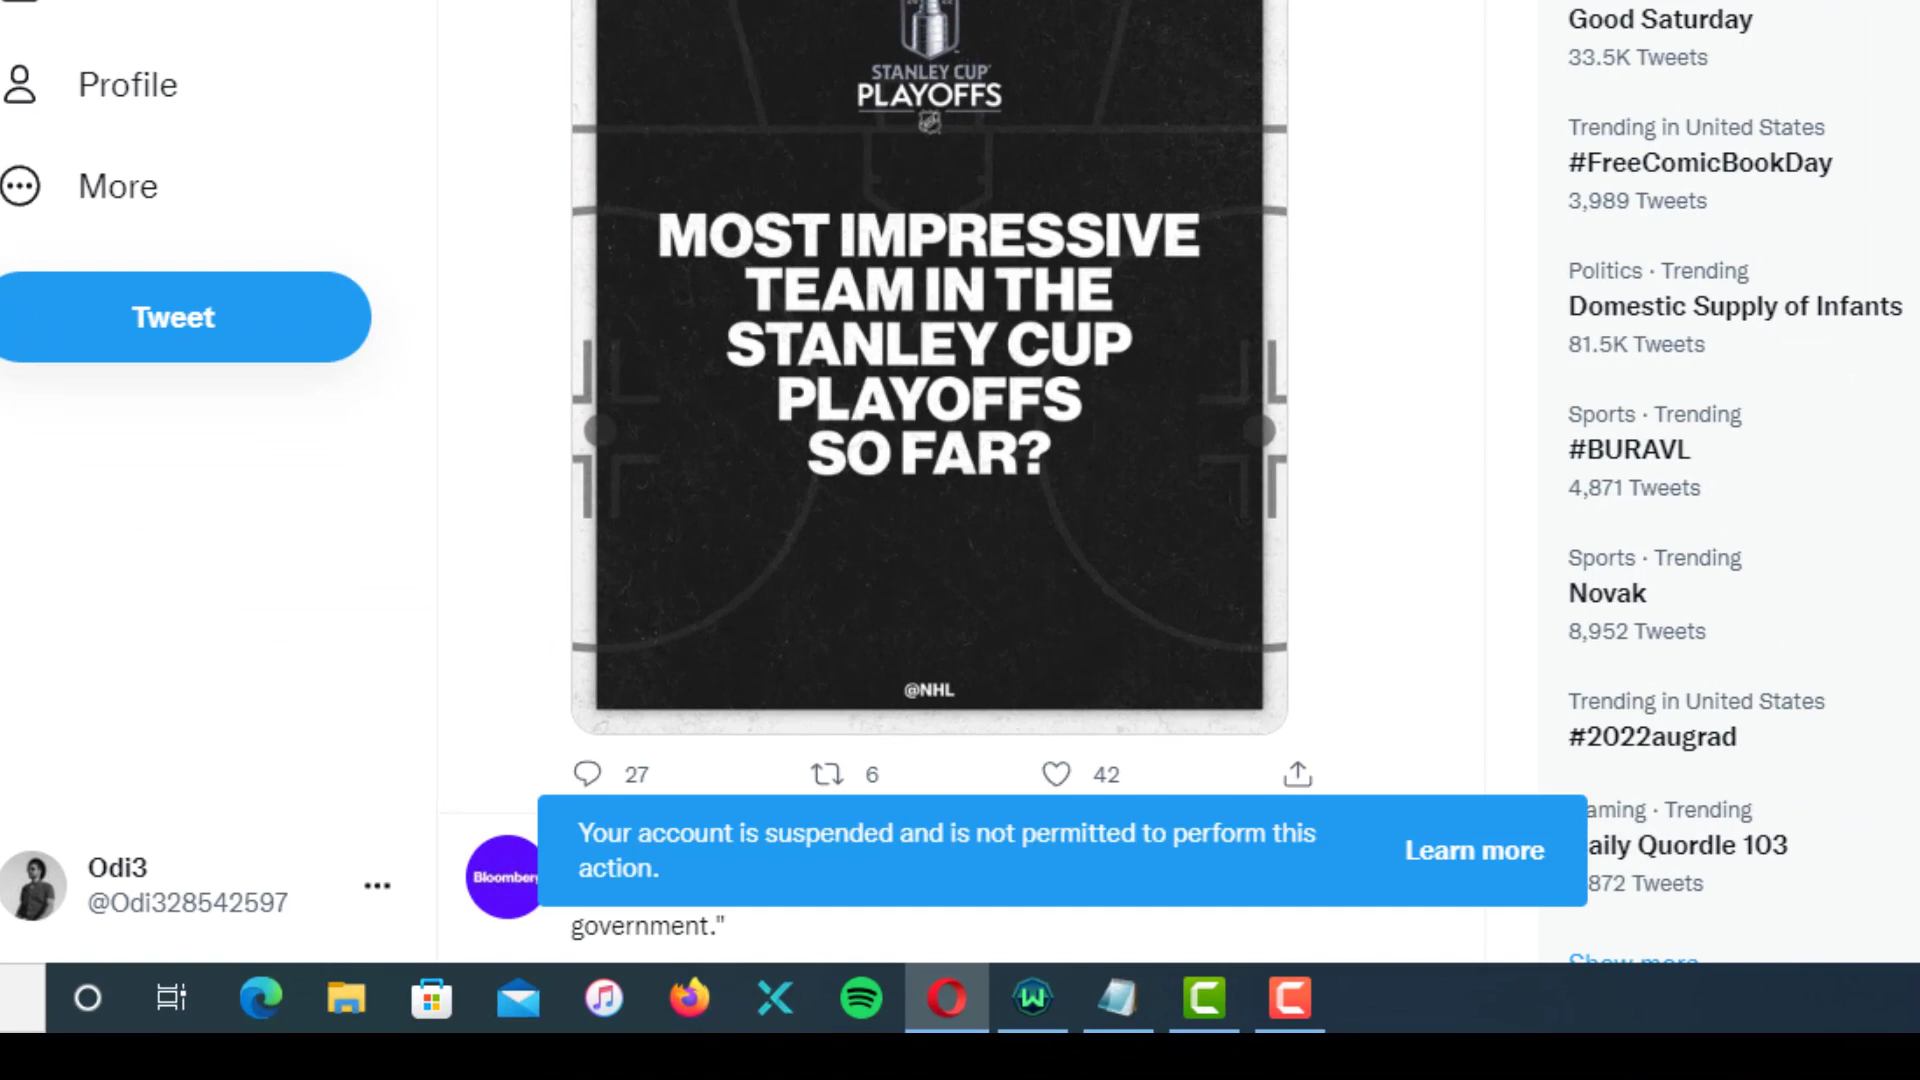 Profile
More
Tweet
STANLEY CUP
PLAYOFFS
MOST IMPRESSIVE
TEAM IN THE
STANLEY CUP
PLAYOFFS
SO FAR?
@NHL
27
6
42
Your account is suspended and is not permitted to perform this
action.
Learn more
Bloomber
government."
Odi3
@Odi328542597
Good Saturday
33.5K Tweets
Trending in United States
#FreeComicBookDay
3,989 Tweets
Politics · Trending
Domestic Supply of Infants
81.5K Tweets
Sports · Trending
#BURAVL
4,871 Tweets
Sports · Trending
Novak
8,952 Tweets
Trending in United States
#2022augrad
aming · Trending
aily Quordle 103
872 Tweets
Show more